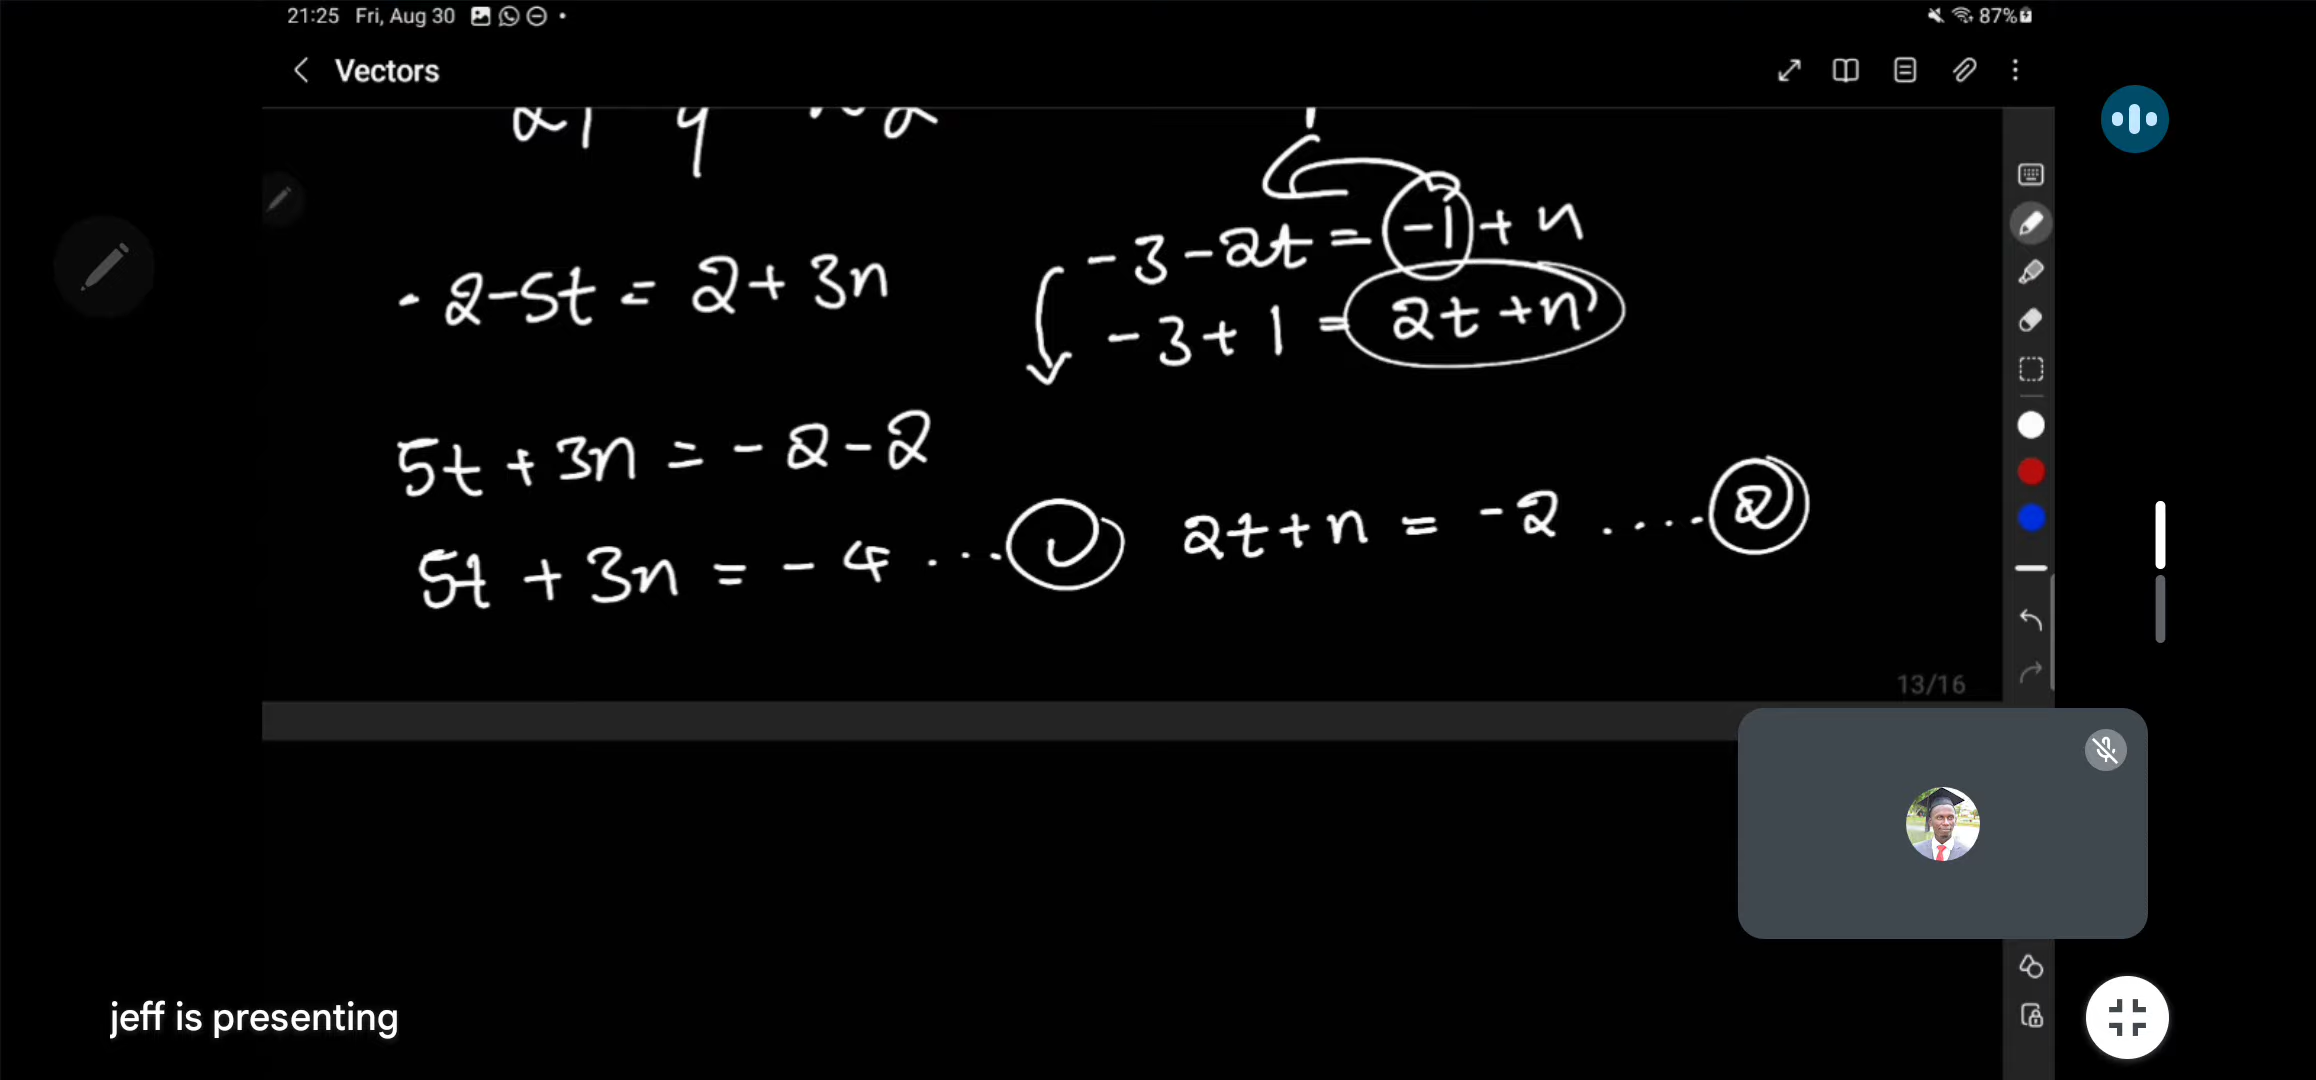 21:25 Fri, Aug 30
87%
Vectors
-2-5t = 2+3n
-3-2t = -1+n
-3+1 = 2t+n
5t+3n = -2-2
5t + 3n = -4 ... 1
2t+n = -2 .... 2
13/16
jeff is presenting